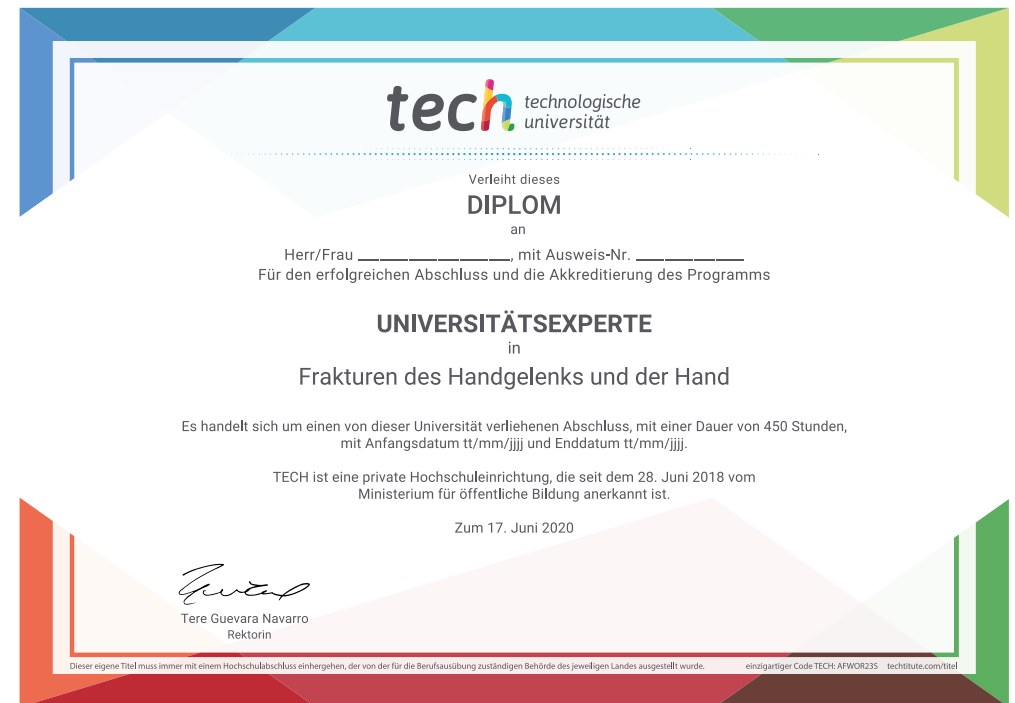 tech technologische
universität
Verleiht dieses
DIPLOM
an
Herr/Frau ____________________, mit Ausweis-Nr. ______________
Für den erfolgreichen Abschluss und die Akkreditierung des Programms
UNIVERSITÄTSEXPERTE
in
Frakturen des Handgelenks und der Hand
Es handelt sich um einen von dieser Universität verliehenen Abschluss, mit einer Dauer von 450 Stunden,
mit Anfangsdatum tt/mm/jjjj und Enddatum tt/mm/jjjj.
TECH ist eine private Hochschuleinrichtung, die seit dem 28. Juni 2018 vom
Ministerium für öffentliche Bildung anerkannt ist.
Zum 17. Juni 2020
Tere Guevara Navarro
Rektorin
Dieser eigene Titel muss immer mit einem Hochschulabschluss einhergehen, der von der für die Berufsausübung zuständigen Behörde des jeweiligen Landes ausgestellt wurde. einzigartiger Code TECH: AFWOR23S techtitute.com/titel